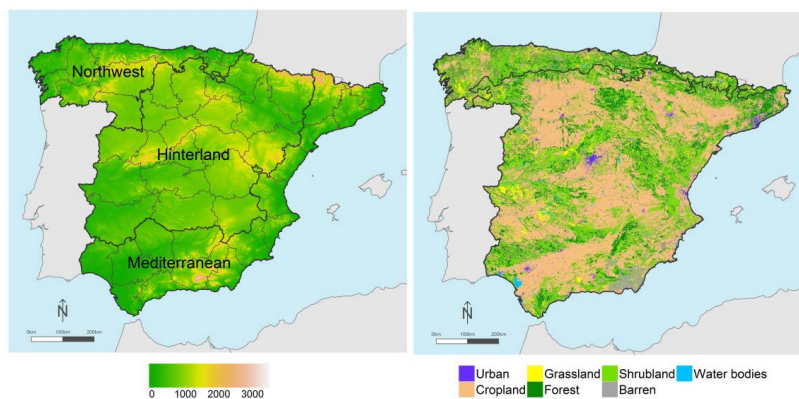 Northwest
Hinterland
Mediterranean
N
0km 100km 200km
N
0km 100km 200km
0 1000 2000 3000
Urban Grassland Shrubland Water bodies
Cropland Forest Barren